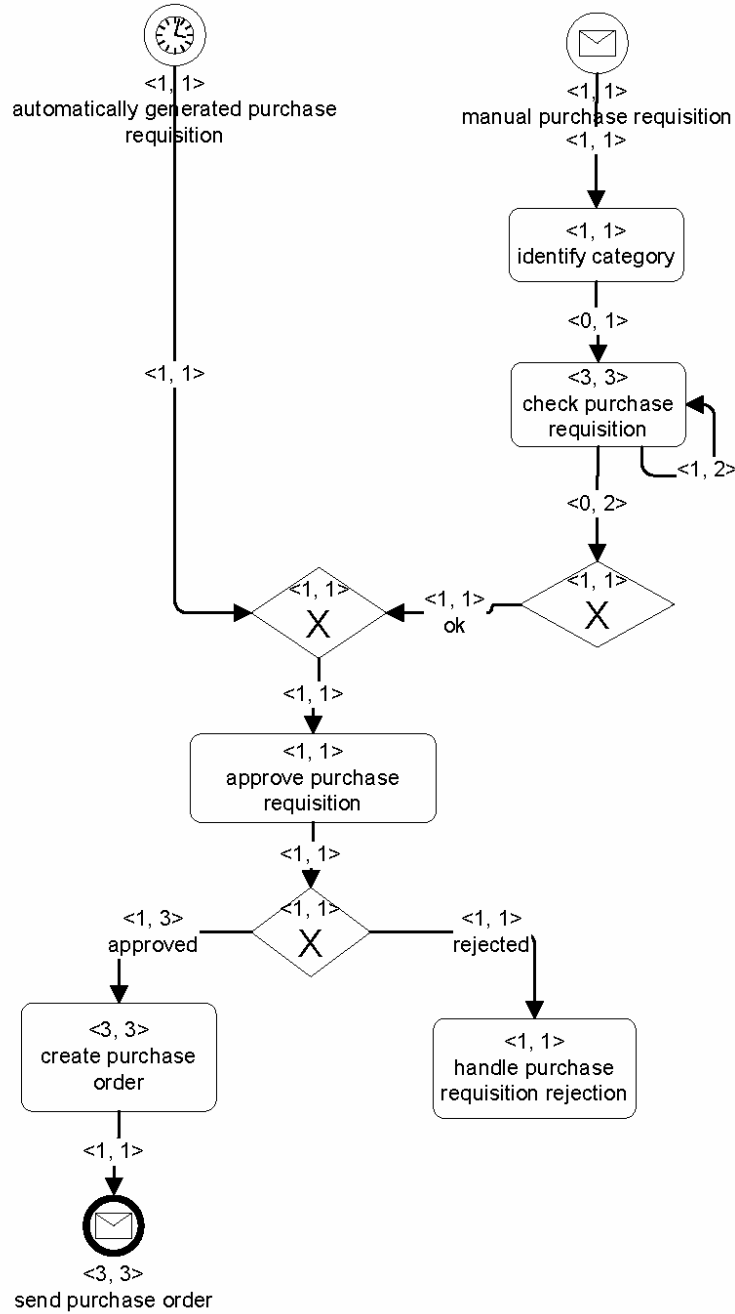 <1, 1>
automatically generated purchase
requisition
<1, 1>
manual purchase requisition
<1, 1>
<1, 1>
identify category
<0, 1>
<1, 1>
<3, 3>
check purchase
requisition
<1, 2>
<0, 2>
<1, 1>
X
<1, 1>
ok
<1, 1>
X
<1, 1>
<1, 1>
approve purchase
requisition
<1, 1>
<1, 1>
X
<1, 3>
approved
<1, 1>
rejected
<3, 3>
create purchase
order
<1, 1>
handle purchase
requisition rejection
<1, 1>
<3, 3>
send purchase order